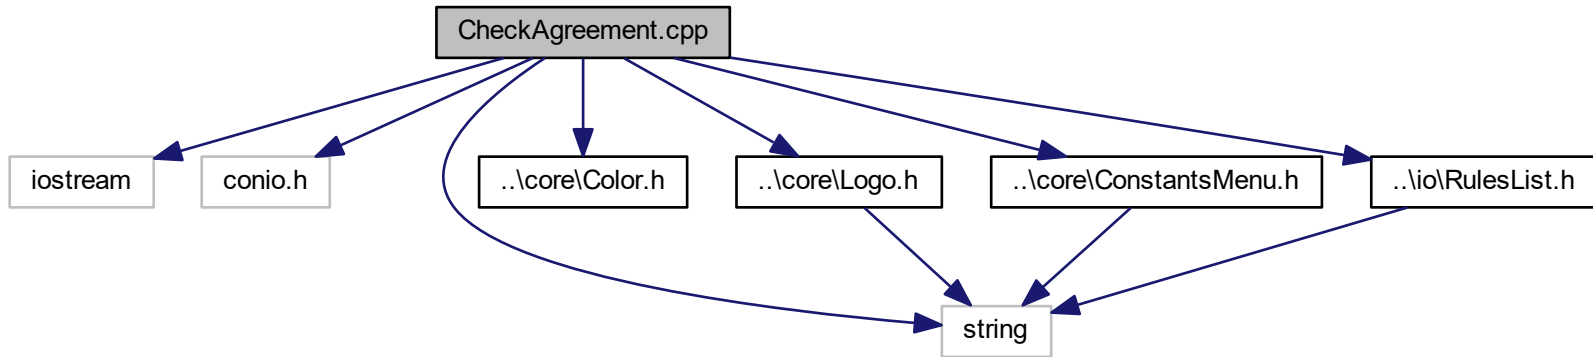 CheckAgreement.cpp
iostream
conio.h
..\core\Color.h
..\core\Logo.h
..\core\ConstantsMenu.h
..\io\RulesList.h
string